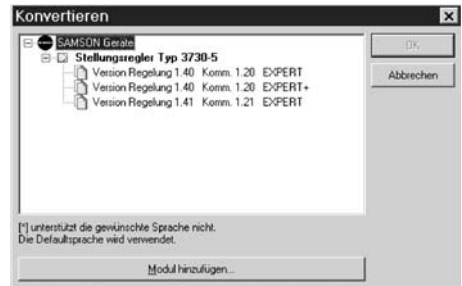 Konvertieren
SAMSON Geräte
Stellungsregler Typ 3730-5
Version Regelung 1.40 Komm. 1.20 EXPERT
Version Regelung 1.40 Komm. 1.20 EXPERT+
Version Regelung 1.41 Komm. 1.21 EXPERT
OK
Abbrechen
[*] unterstützt die gewünschte Sprache nicht.
Die Defaultsprache wird verwendet.
Modul hinzufügen...